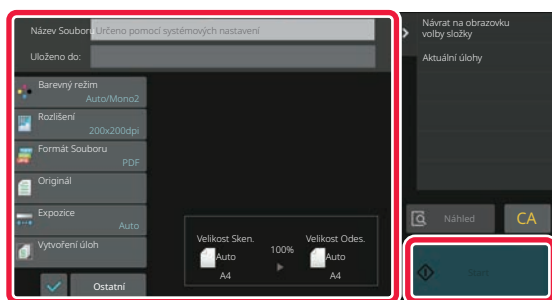 Název Souboru
Určeno pomocí systémových nastavení
Uloženo do:
Barevný režim
Auto/Mono2
Rozlišení
200x200dpi
Formát Souboru
PDF
Originál
Expozice
Auto
Vytvoření úloh
Ostatní
Velikost Sken.
100%
Velikost Odes.
Auto
Auto
A4
A4
Návrat na obrazovku
volby složky
Aktuální úlohy
Náhled
CA
Start